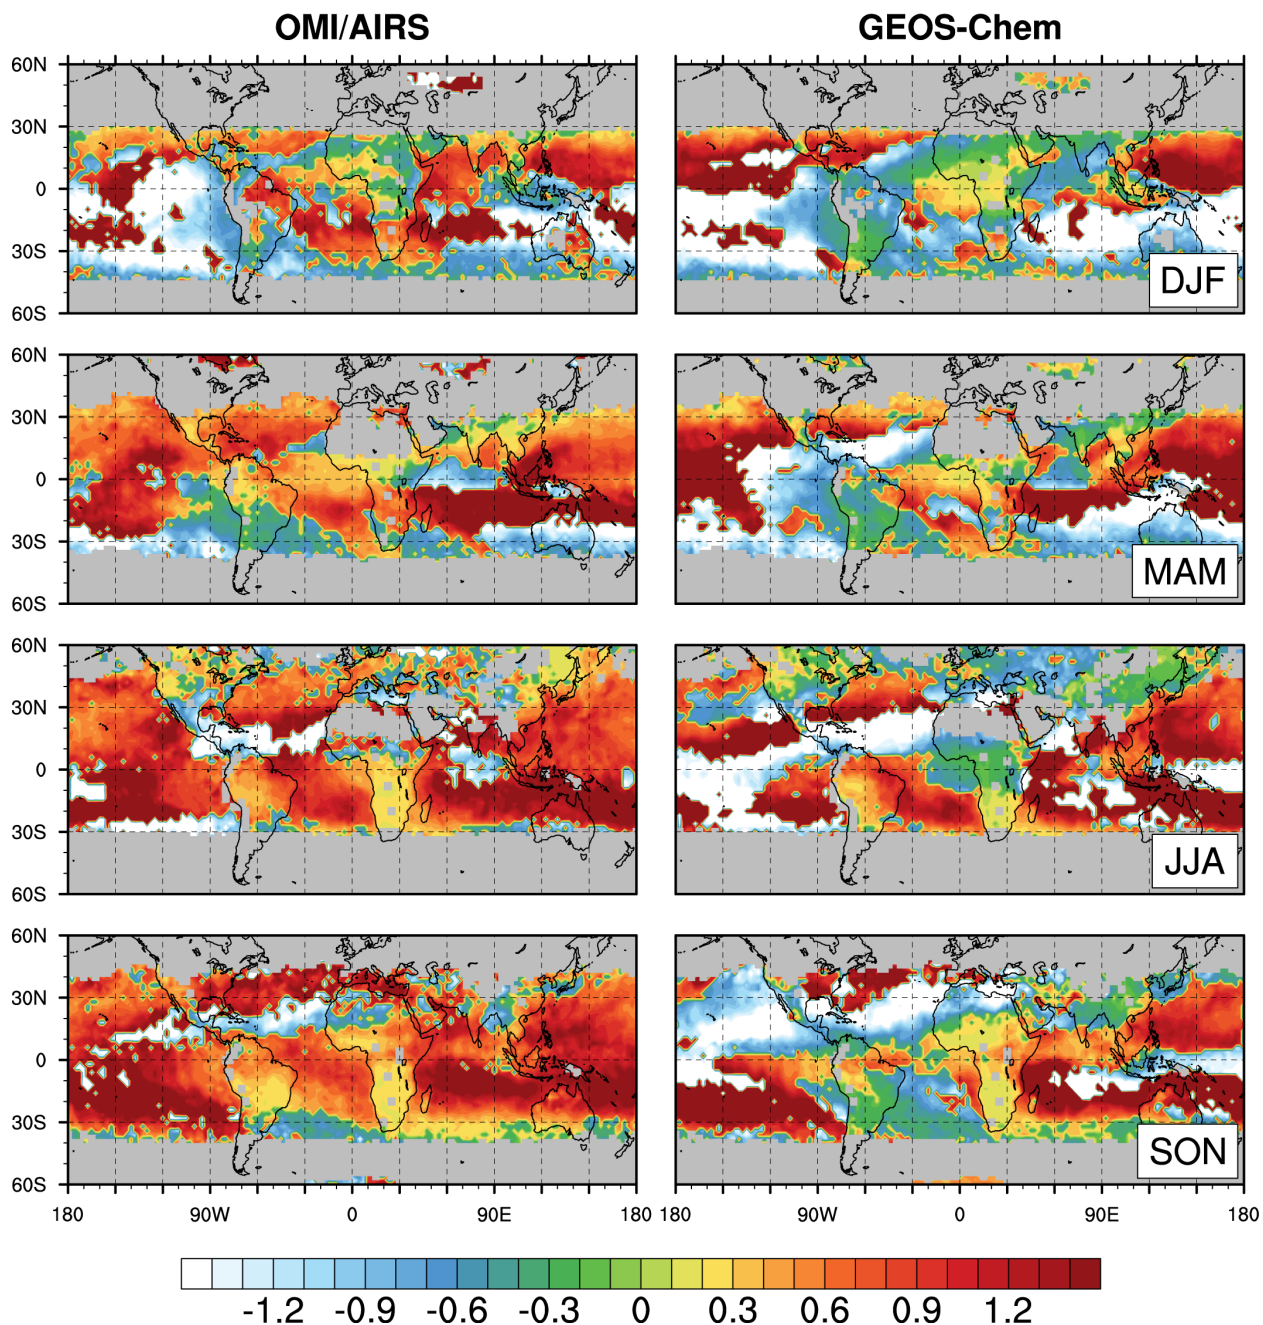 OMI/AIRS GEOS-Chem
60N
30N
0
30S
60S
DJF
60N
30N
0
30S
60S
MAM
60N
30N
0
30S
60S
JJA
60N
30N
0
30S
60S
SON
180 90W 0 90E 180 180 90W 0 90E 180
-1.2 -0.9 -0.6 -0.3 0 0.3 0.6 0.9 1.2